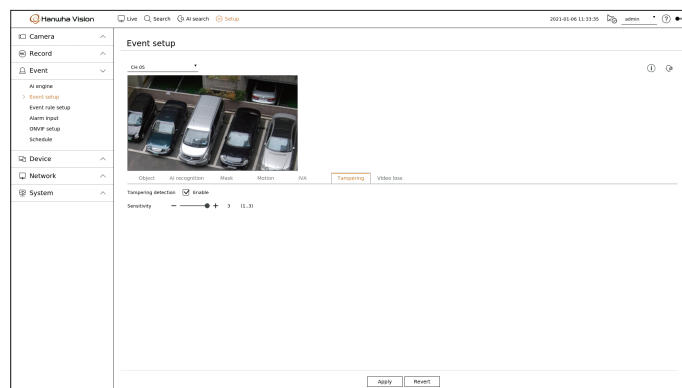 Hanwha Vision
Live Search AI search Setup
2021-01-06 11:33:35 admin
Camera
Record
Event
AI engine
Event setup
Event rule setup
Alarm input
ONVIF setup
Schedule
Device
Network
System
Event setup
CH 05
Object AI recognition Mask Motion IVA Tampering Video loss
Tampering detection Enable
Sensitivity 3 (1..3)
Apply Revert